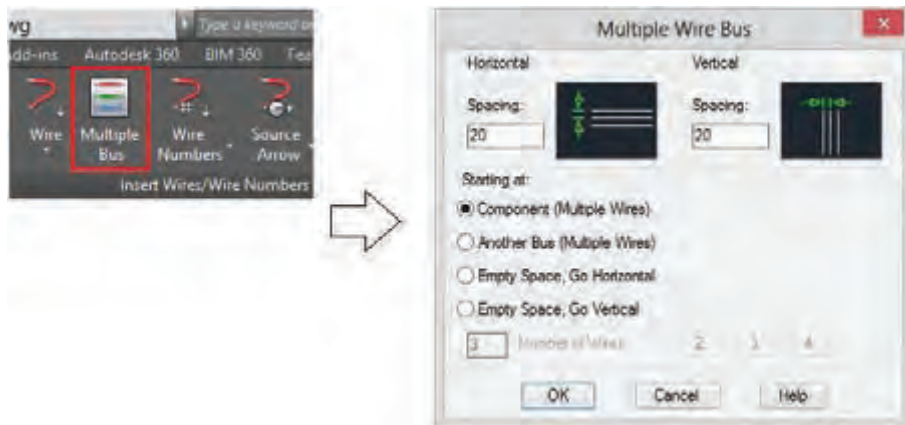 wg
Type a keyword or
dd-ins Autodesk 360 BIM 360 Fea
Wire Multiple Bus Wire Numbers Source Arrow
Insert Wires/Wire Numbers
Multiple Wire Bus
Horizontal Vertical
Spacing: Spacing:
20 20
Starting at:
Component (Multiple Wires)
Another Bus (Multiple Wires)
Empty Space, Go Horizontal
Empty Space, Go Vertical
3 Number of Wires: 2 3 4
OK Cancel Help